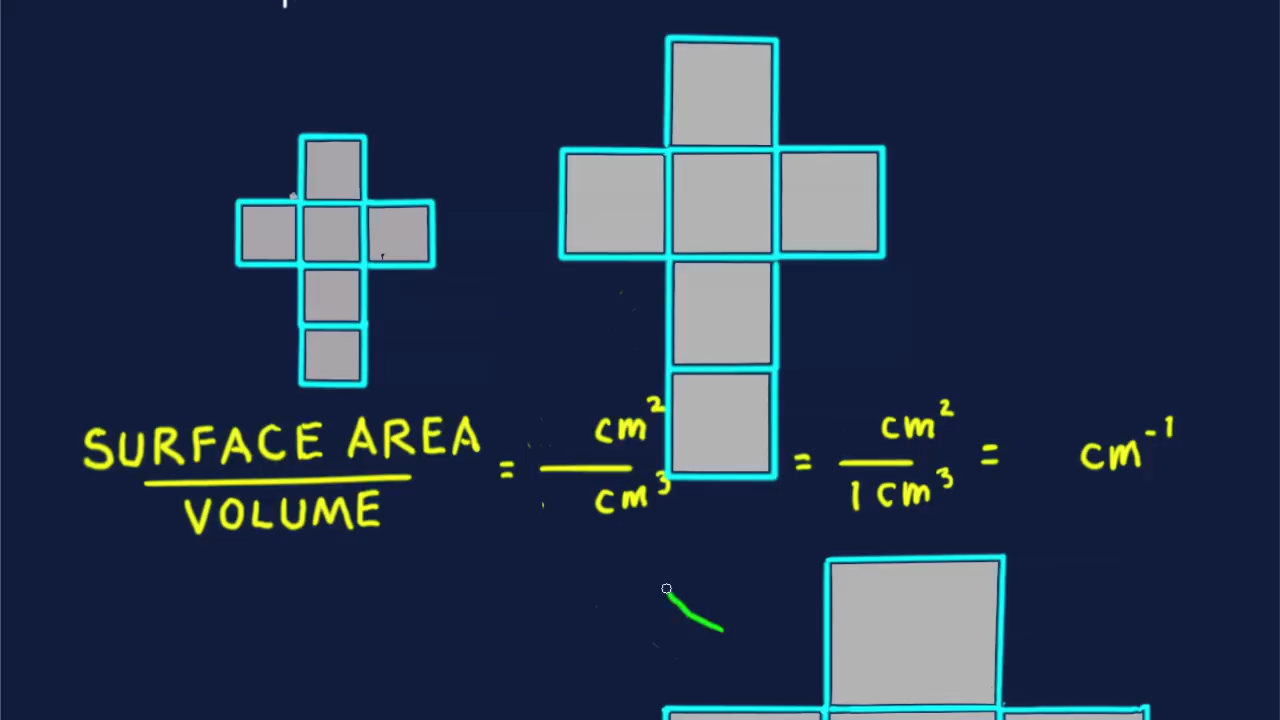 SURFACE AREA / VOLUME = cm² / cm³ = cm² / 1 cm³ = cm⁻¹